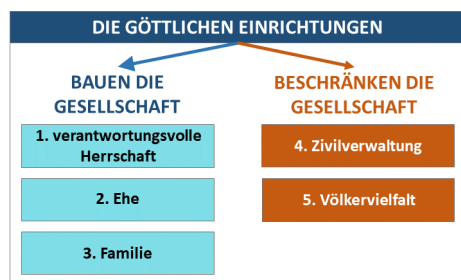 DIE GÖTTLICHEN EINRICHTUNGEN
BAUEN DIE
GESELLSCHAFT
1. verantwortungsvolle
Herrschaft
2. Ehe
3. Familie
BESCHRÄNKEN DIE
GESELLSCHAFT
4. Zivilverwaltung
5. Völkervielfalt